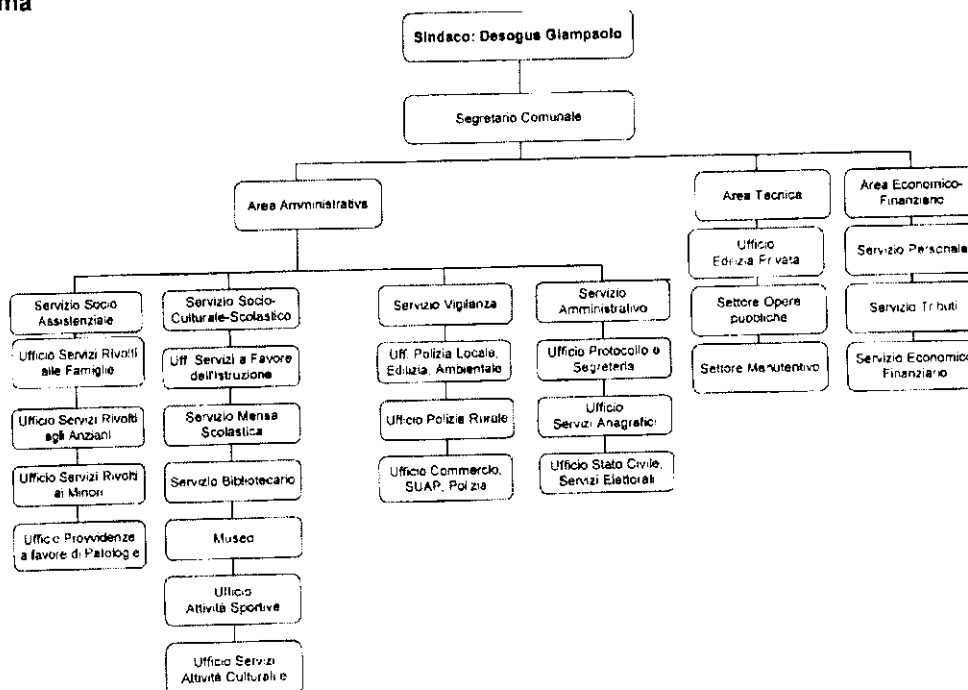 Sindaco: Desogus Giampaolo
Segretario Comunale
Area Amministrativa
Area Tecnica
Area Economico-
Finanziario
Servizio Socio
Assistenziale
Ufficio Servizi Rivolti
alle Famiglie
Ufficio Servizi Rivolti
agli Anziani
Ufficio Servizi Rivolti
ai Minori
Ufficio Provvidenze
a favore di Patologie
Servizio Socio-
Culturale-Scolastico
Uff. Servizi a Favore
dell'Istruzione
Servizio Mensa
Scolastica
Servizio Bibliotecario
Museo
Ufficio
Attività Sportive
Ufficio Servizi
Attività Culturali e
Servizio Vigilanza
Uff. Polizia Locale,
Edilizia, Ambientale
Ufficio Polizia Rurale
Ufficio Commercio,
SUAP, Polizia
Servizio
Amministrativo
Ufficio Protocollo e
Segreteria
Ufficio
Servizi Anagrafici
Ufficio Stato Civile,
Servizi Elettorali
Ufficio
Edilizia Privata
Settore Opere
pubbliche
Settore Manutentivo
Servizio Personale
Servizio Tributi
Servizio Economico
Finanziario